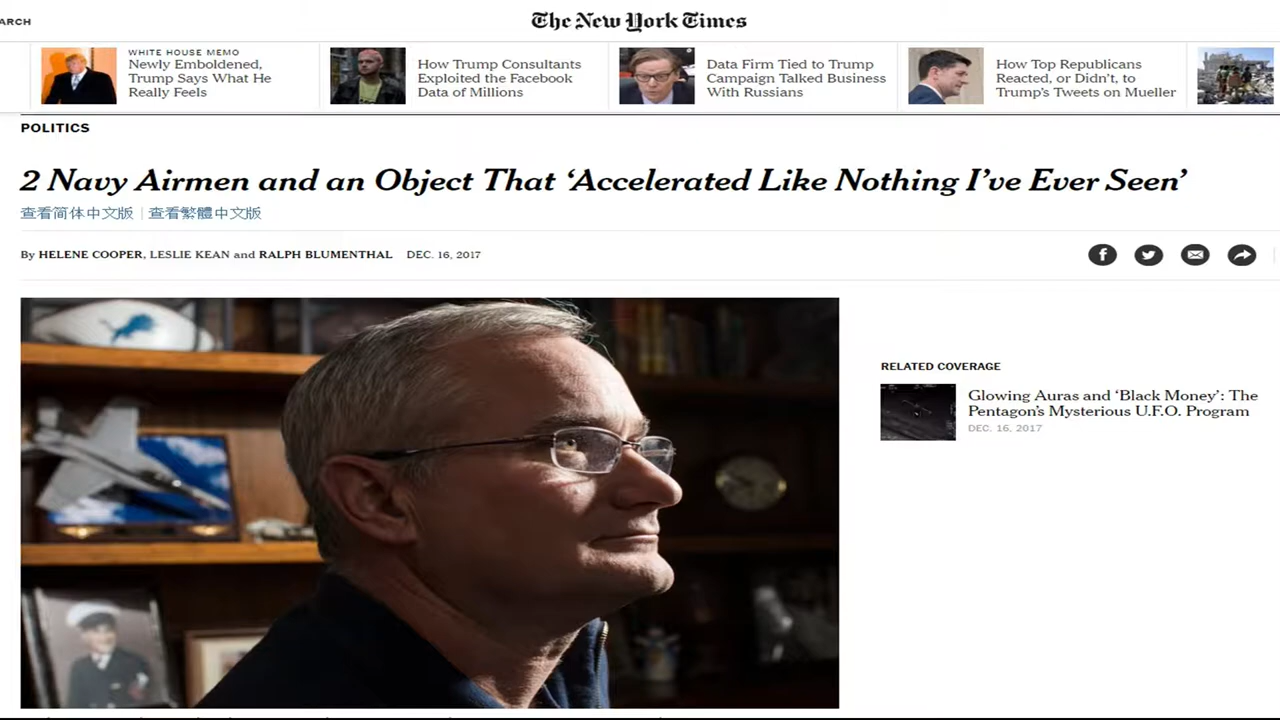 ARCH
The New York Times
WHITE HOUSE MEMO
Newly Emboldened,
Trump Says What He
Really Feels
How Trump Consultants
Exploited the Facebook
Data of Millions
Data Firm Tied to Trump
Campaign Talked Business
With Russians
How Top Republicans
Reacted, or Didn't, to
Trump's Tweets on Mueller
POLITICS
2 Navy Airmen and an Object That ‘Accelerated Like Nothing I’ve Ever Seen’
查看简体中文版 | 查看繁體中文版
By HELENE COOPER, LESLIE KEAN and RALPH BLUMENTHAL DEC. 16, 2017
RELATED COVERAGE
Glowing Auras and ‘Black Money’: The
Pentagon’s Mysterious U.F.O. Program
DEC. 16, 2017